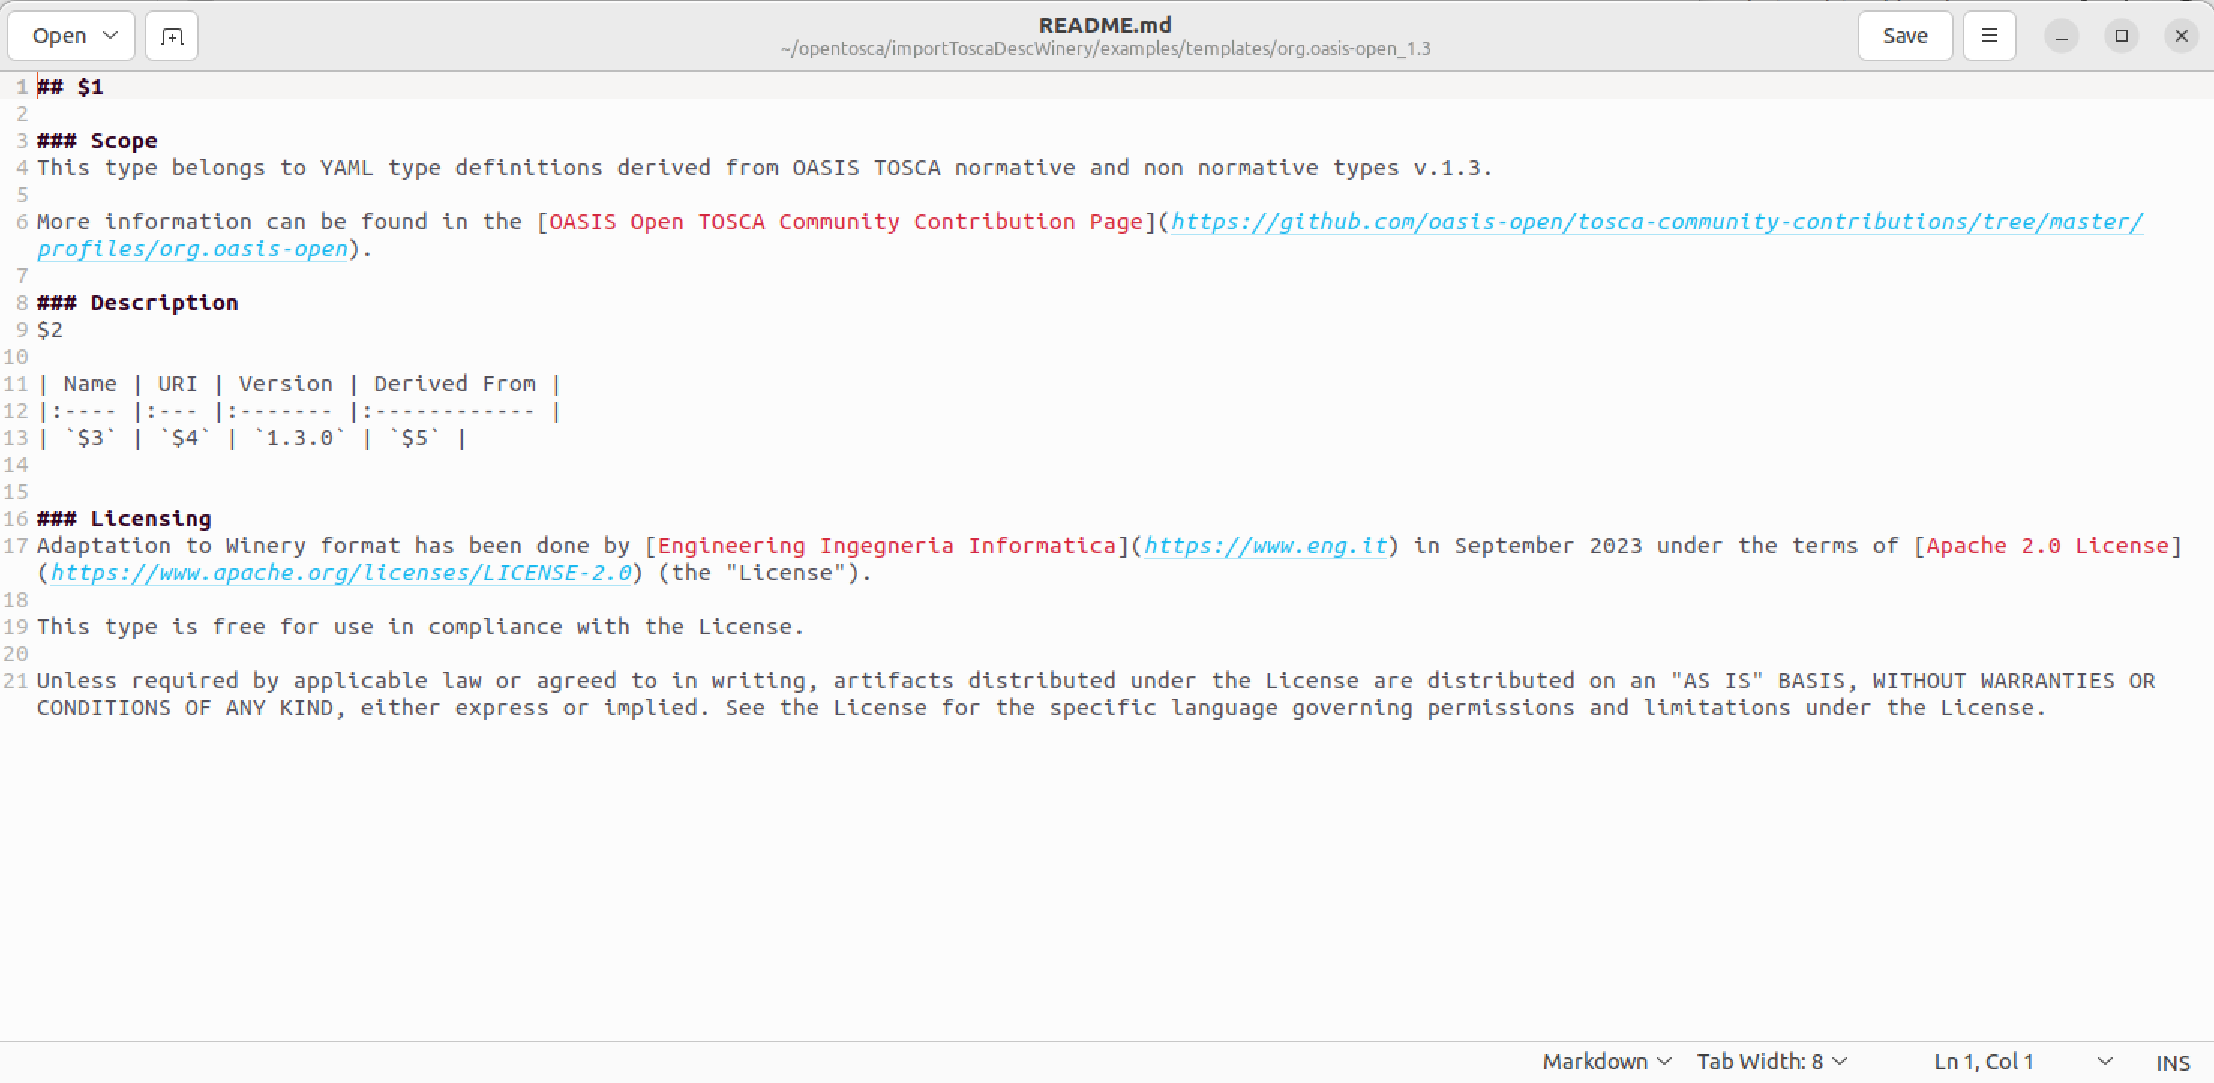 Open
README.md
~/opentosca/importToscaDescWinery/examples/templates/org.oasis-open_1.3
Save
1 ## $1
2
3 ### Scope
4 This type belongs to YAML type definitions derived from OASIS TOSCA normative and non normative types v.1.3.
5
6 More information can be found in the [OASIS Open TOSCA Community Contribution Page](https://github.com/oasis-open/tosca-community-contributions/tree/master/
profiles/org.oasis-open).
7
8 ### Description
9 $2
10
11 | Name | URI | Version | Derived From |
12 |:---- |:--- |:------- |:------------ |
13 | `$3` | `$4` | `1.3.0` | `$5` |
14
15
16 ### Licensing
17 Adaptation to Winery format has been done by [Engineering Ingegneria Informatica](https://www.eng.it) in September 2023 under the terms of [Apache 2.0 License]
(https://www.apache.org/licenses/LICENSE-2.0) (the "License").
18
19 This type is free for use in compliance with the License.
20
21 Unless required by applicable law or agreed to in writing, artifacts distributed under the License are distributed on an "AS IS" BASIS, WITHOUT WARRANTIES OR
CONDITIONS OF ANY KIND, either express or implied. See the License for the specific language governing permissions and limitations under the License.
Markdown Tab Width: 8 Ln 1, Col 1 INS